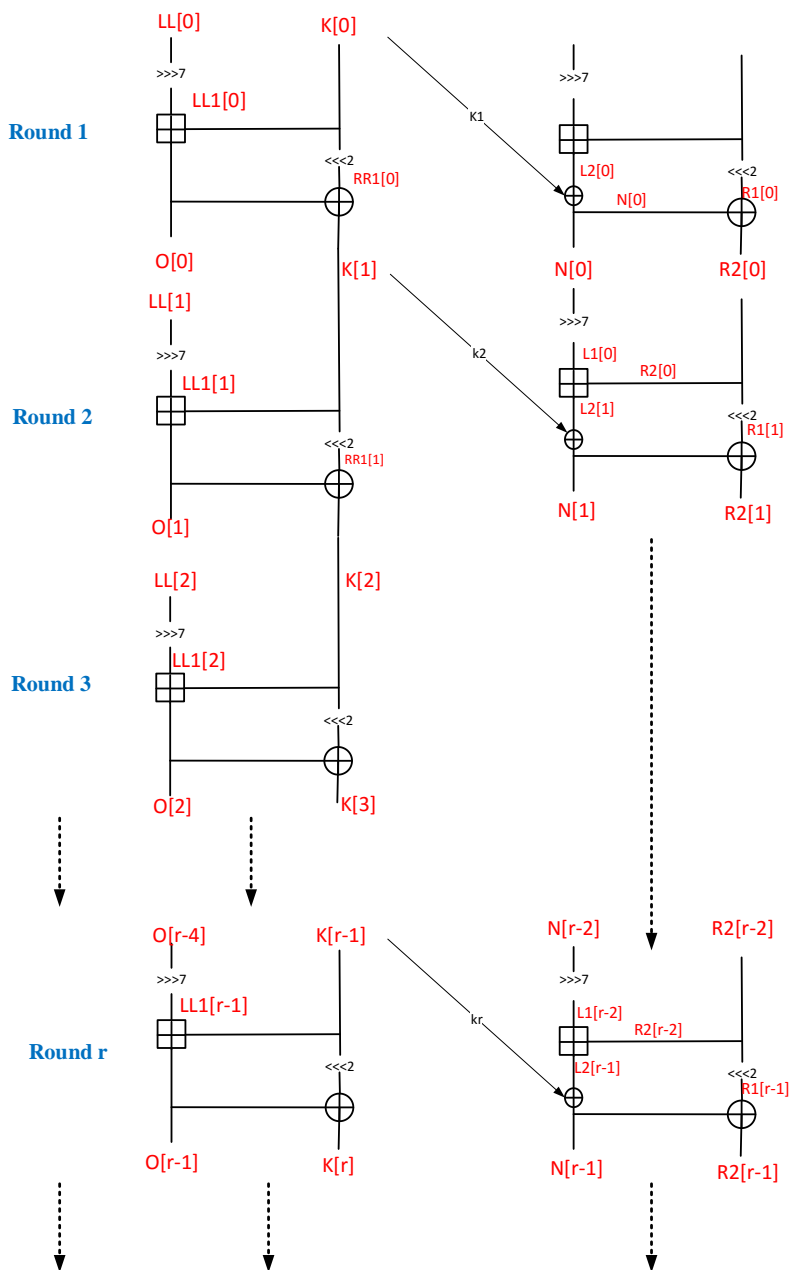 LL[0] K[0]
>>>7 >>>7
LL1[0]
Round 1
K1
<<<2 L2[0] <<<2
RR1[0] N[0] R1[0]
O[0] K[1] N[0] R2[0]
LL[1]
>>>7 k2 >>>7
L1[0] R2[0]
LL1[1]
Round 2
L2[1] <<<2
<<<2 R1[1]
RR1[1]
O[1] N[1] R2[1]
LL[2] K[2]
>>>7
LL1[2]
Round 3
<<<2
O[2] K[3]
O[r-4] K[r-1] N[r-2] R2[r-2]
>>>7 >>>7
LL1[r-1] L1[r-2]
kr R2[r-2]
Round r
<<<2 L2[r-1] <<<2
R1[r-1]
O[r-1] K[r] N[r-1] R2[r-1]